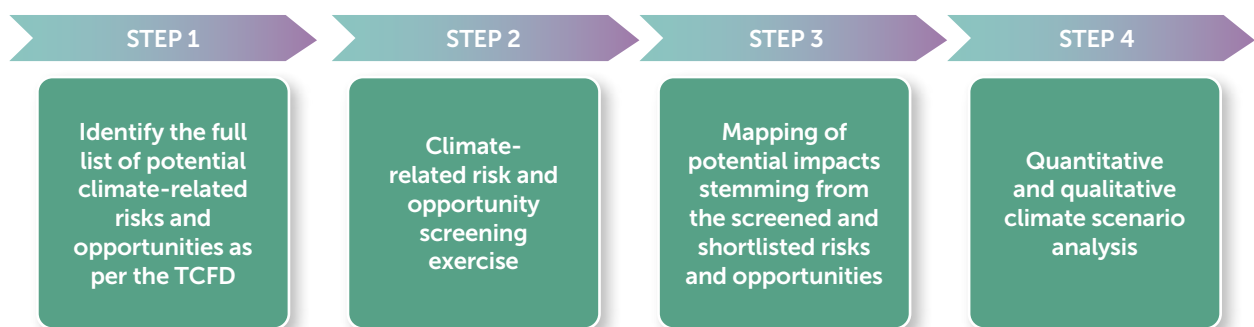 STEP 1
STEP 2
STEP 3
STEP 4
Identify the full
list of potential
climate-related
risks and
opportunities as
per the TCFD
Climate-
related risk and
opportunity
screening
exercise
Mapping of
potential impacts
stemming from
the screened and
shortlisted risks
and opportunities
Quantitative
and qualitative
climate scenario
analysis